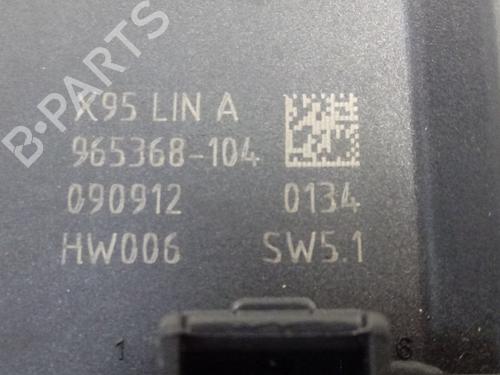 B-PARTS
X95 LIN A
965368-104
090912 0134
HW006 SW5.1
1 6